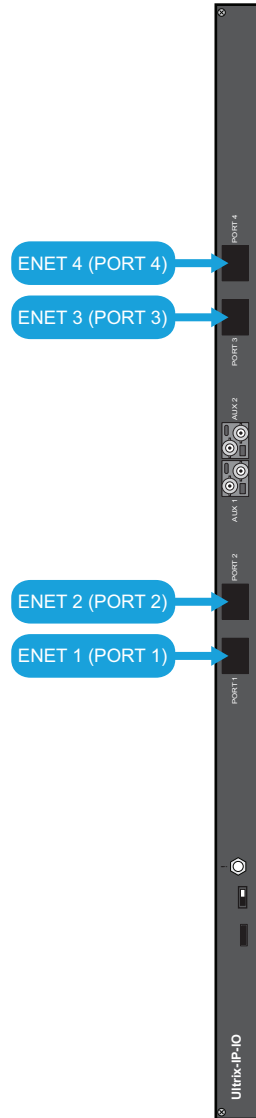 PORT 4
ENET 4 (PORT 4)
ENET 3 (PORT 3)
PORT 3
AUX 2
AUX 1
PORT 2
ENET 2 (PORT 2)
ENET 1 (PORT 1)
PORT 1
Ultrix-IP-IO